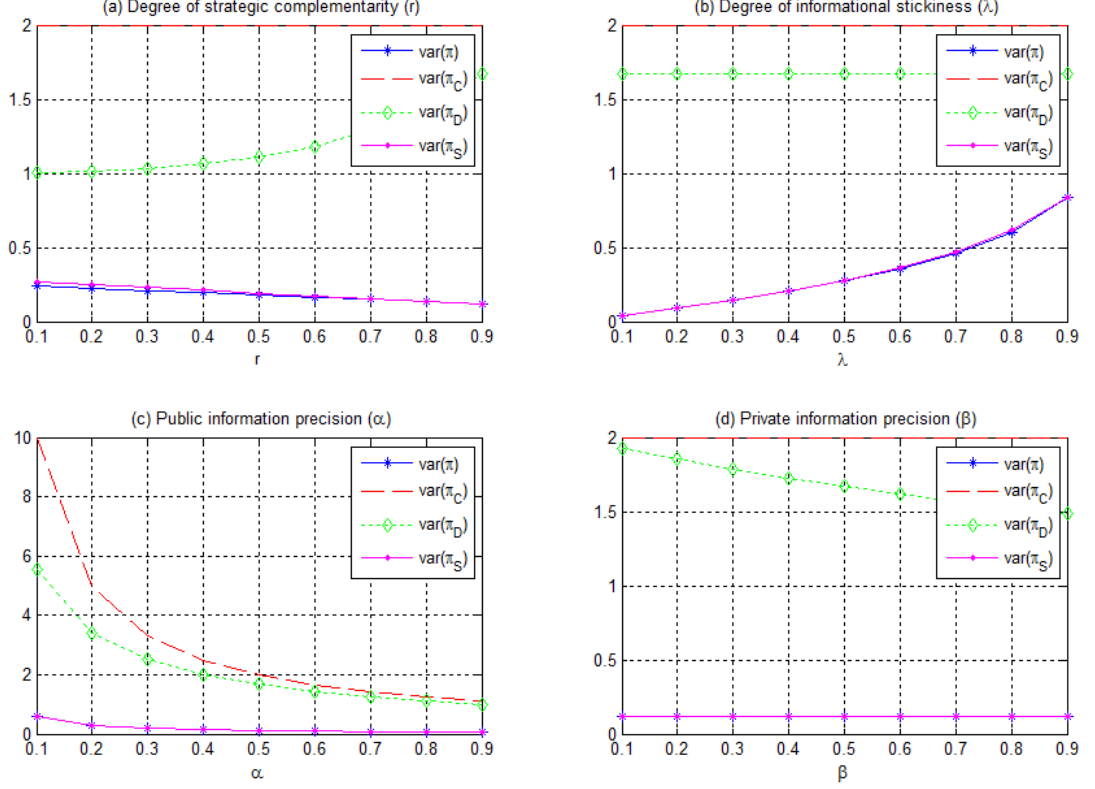 (a) Degree of strategic complementarity (r)
2
1.5
1
0.5
0
0.1 0.2 0.3 0.4 0.5 0.6 0.7 0.8 0.9
r
var(π)
var(π_C)
var(π_D)
var(π_S)
(b) Degree of informational stickiness (λ)
2
1.5
1
0.5
0
0.1 0.2 0.3 0.4 0.5 0.6 0.7 0.8 0.9
λ
var(π)
var(π_C)
var(π_D)
var(π_S)
(c) Public information precision (α)
10
8
6
4
2
0
0.1 0.2 0.3 0.4 0.5 0.6 0.7 0.8 0.9
α
var(π)
var(π_C)
var(π_D)
var(π_S)
(d) Private information precision (β)
2
1.5
1
0.5
0
0.1 0.2 0.3 0.4 0.5 0.6 0.7 0.8 0.9
β
var(π)
var(π_C)
var(π_D)
var(π_S)